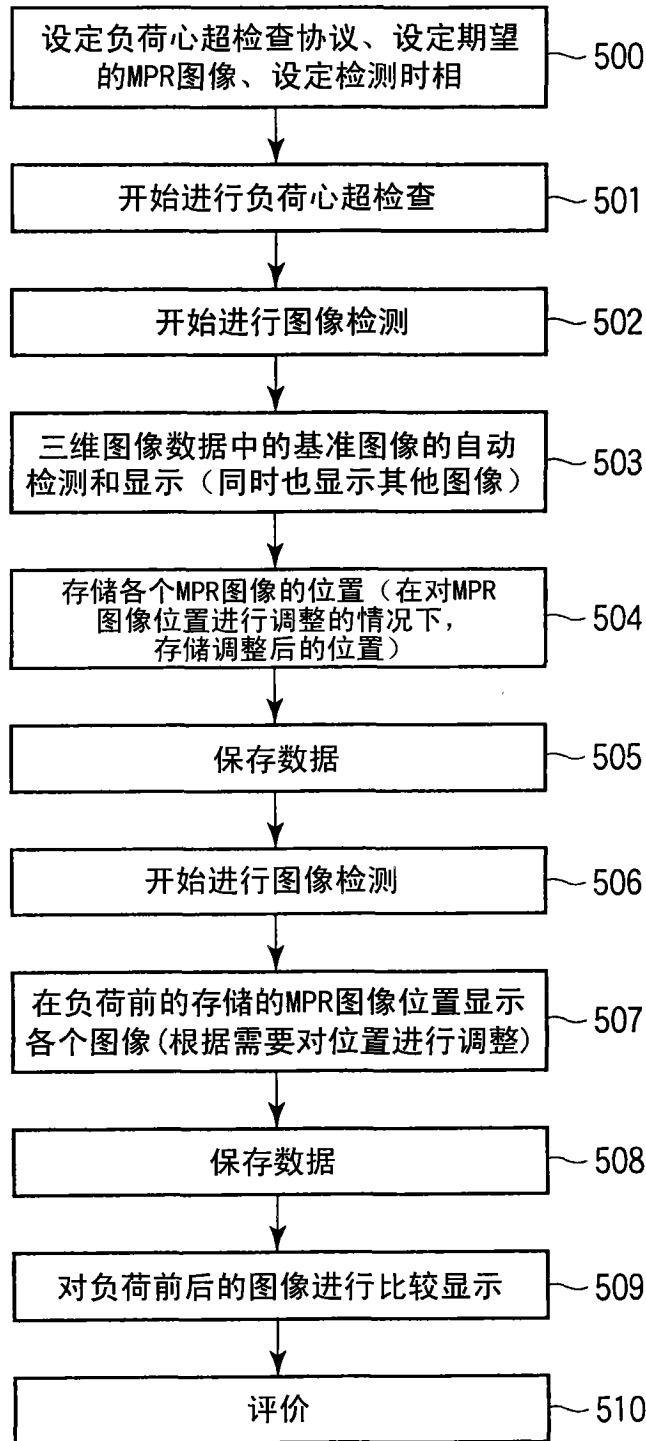 设定负荷心超检查协议、设定期望
的MPR图像、设定检测时相
500
开始进行负荷心超检查
501
开始进行图像检测
502
三维图像数据中的基准图像的自动
检测和显示（同时也显示其他图像）
503
存储各个MPR图像的位置（在对MPR
图像位置进行调整的情况下，
存储调整后的位置）
504
保存数据
505
开始进行图像检测
506
在负荷前的存储的MPR图像位置显示
各个图像(根据需要对位置进行调整)
507
保存数据
508
对负荷前后的图像进行比较显示
509
评价
510